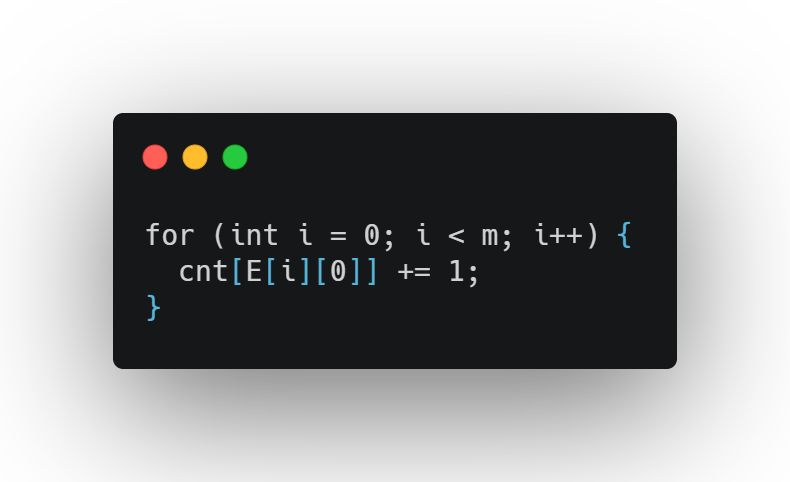 for (int i = 0; i < m; i++) {
  cnt[E[i][0]] += 1;
}